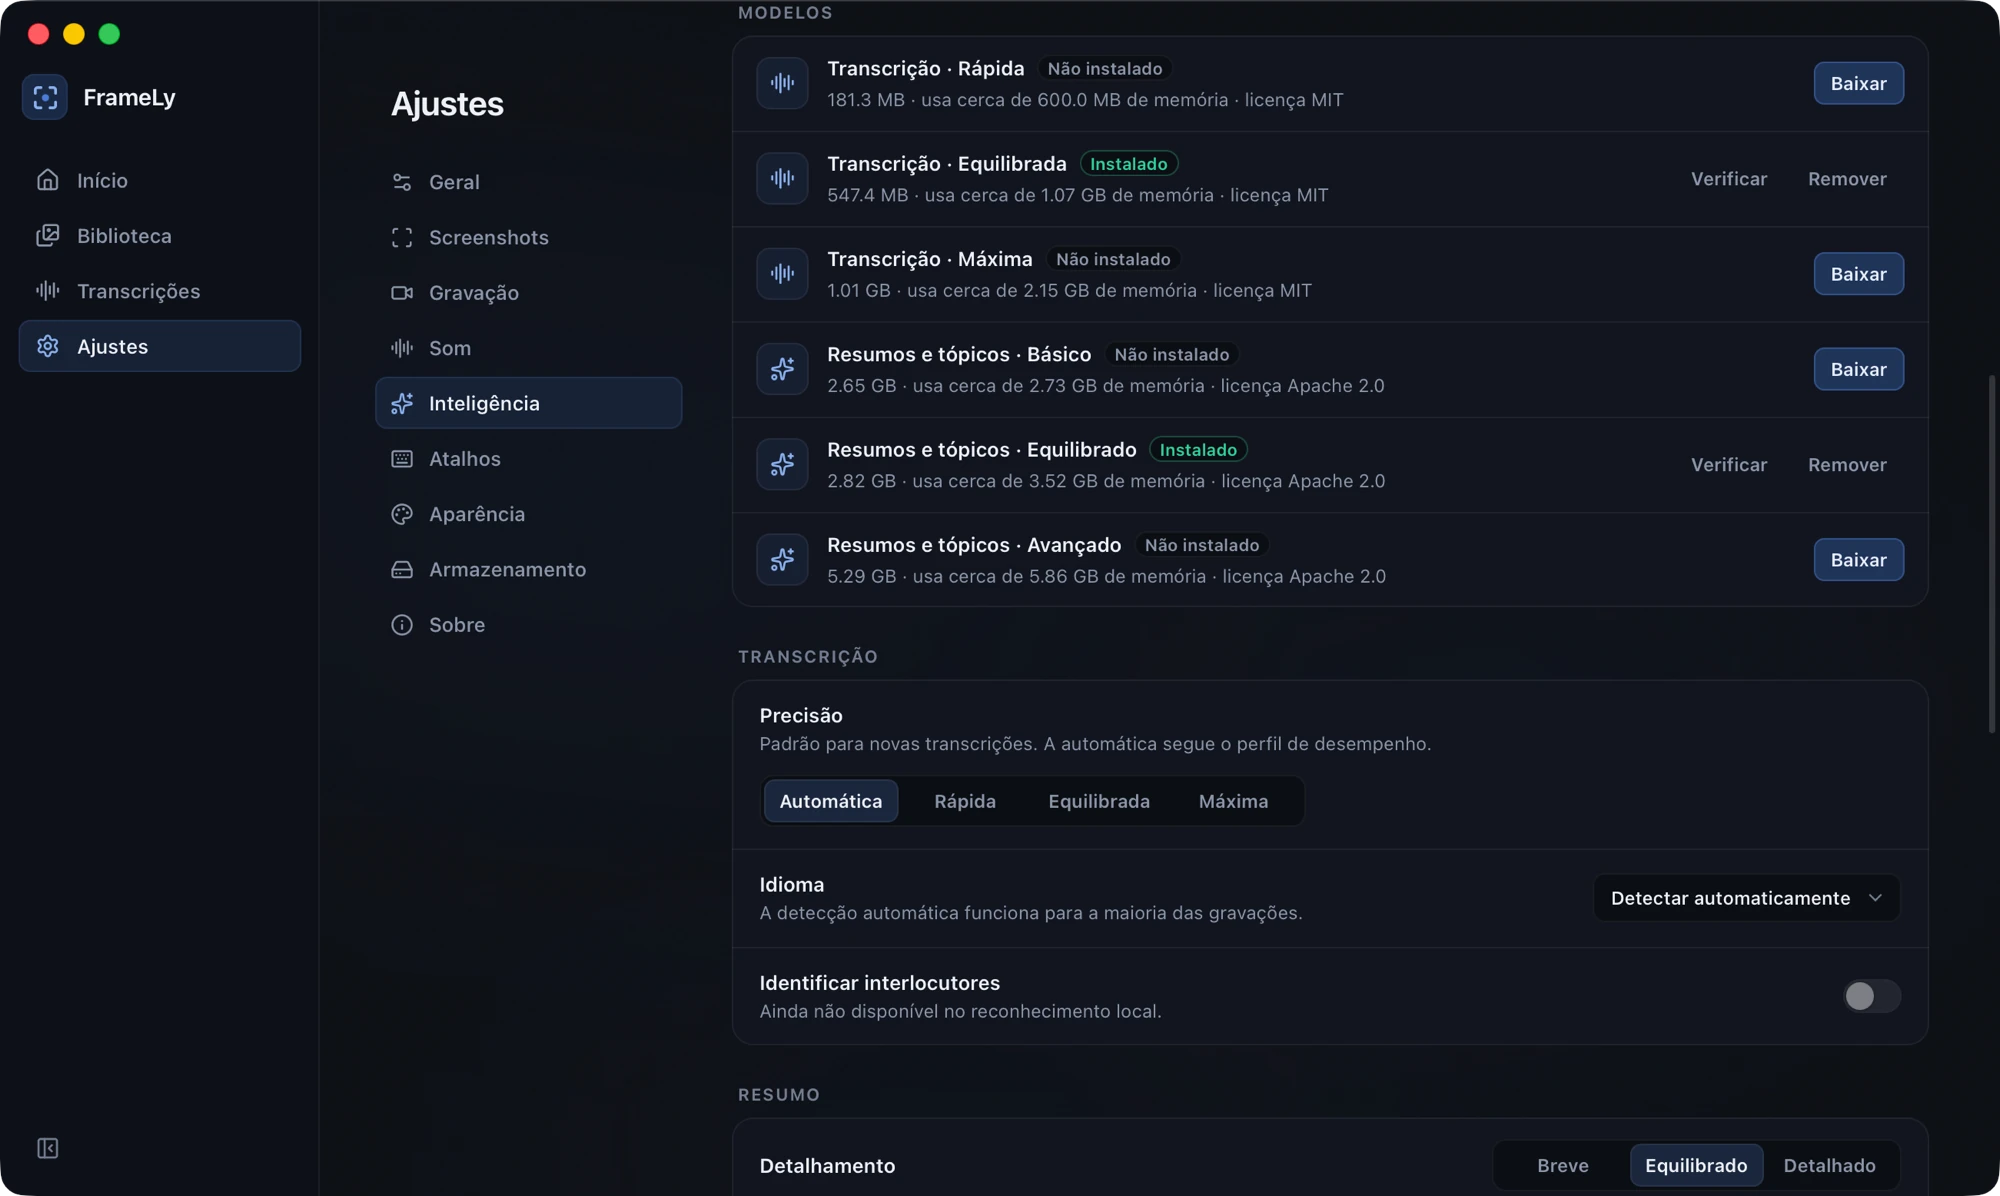 FrameLy
Início
Biblioteca
Transcrições
Ajustes
Ajustes
Geral
Screenshots
Gravação
Som
Inteligência
Atalhos
Aparência
Armazenamento
Sobre
MODELOS
Transcrição · Rápida Não instalado
181.3 MB · usa cerca de 600.0 MB de memória · licença MIT
Baixar
Transcrição · Equilibrada Instalado
547.4 MB · usa cerca de 1.07 GB de memória · licença MIT
Verificar Remover
Transcrição · Máxima Não instalado
1.01 GB · usa cerca de 2.15 GB de memória · licença MIT
Baixar
Resumos e tópicos · Básico Não instalado
2.65 GB · usa cerca de 2.73 GB de memória · licença Apache 2.0
Baixar
Resumos e tópicos · Equilibrado Instalado
2.82 GB · usa cerca de 3.52 GB de memória · licença Apache 2.0
Verificar Remover
Resumos e tópicos · Avançado Não instalado
5.29 GB · usa cerca de 5.86 GB de memória · licença Apache 2.0
Baixar
TRANSCRIÇÃO
Precisão
Padrão para novas transcrições. A automática segue o perfil de desempenho.
Automática Rápida Equilibrada Máxima
Idioma
A detecção automática funciona para a maioria das gravações.
Detectar automaticamente
Identificar interlocutores
Ainda não disponível no reconhecimento local.
RESUMO
Detalhamento
Breve Equilibrado Detalhado